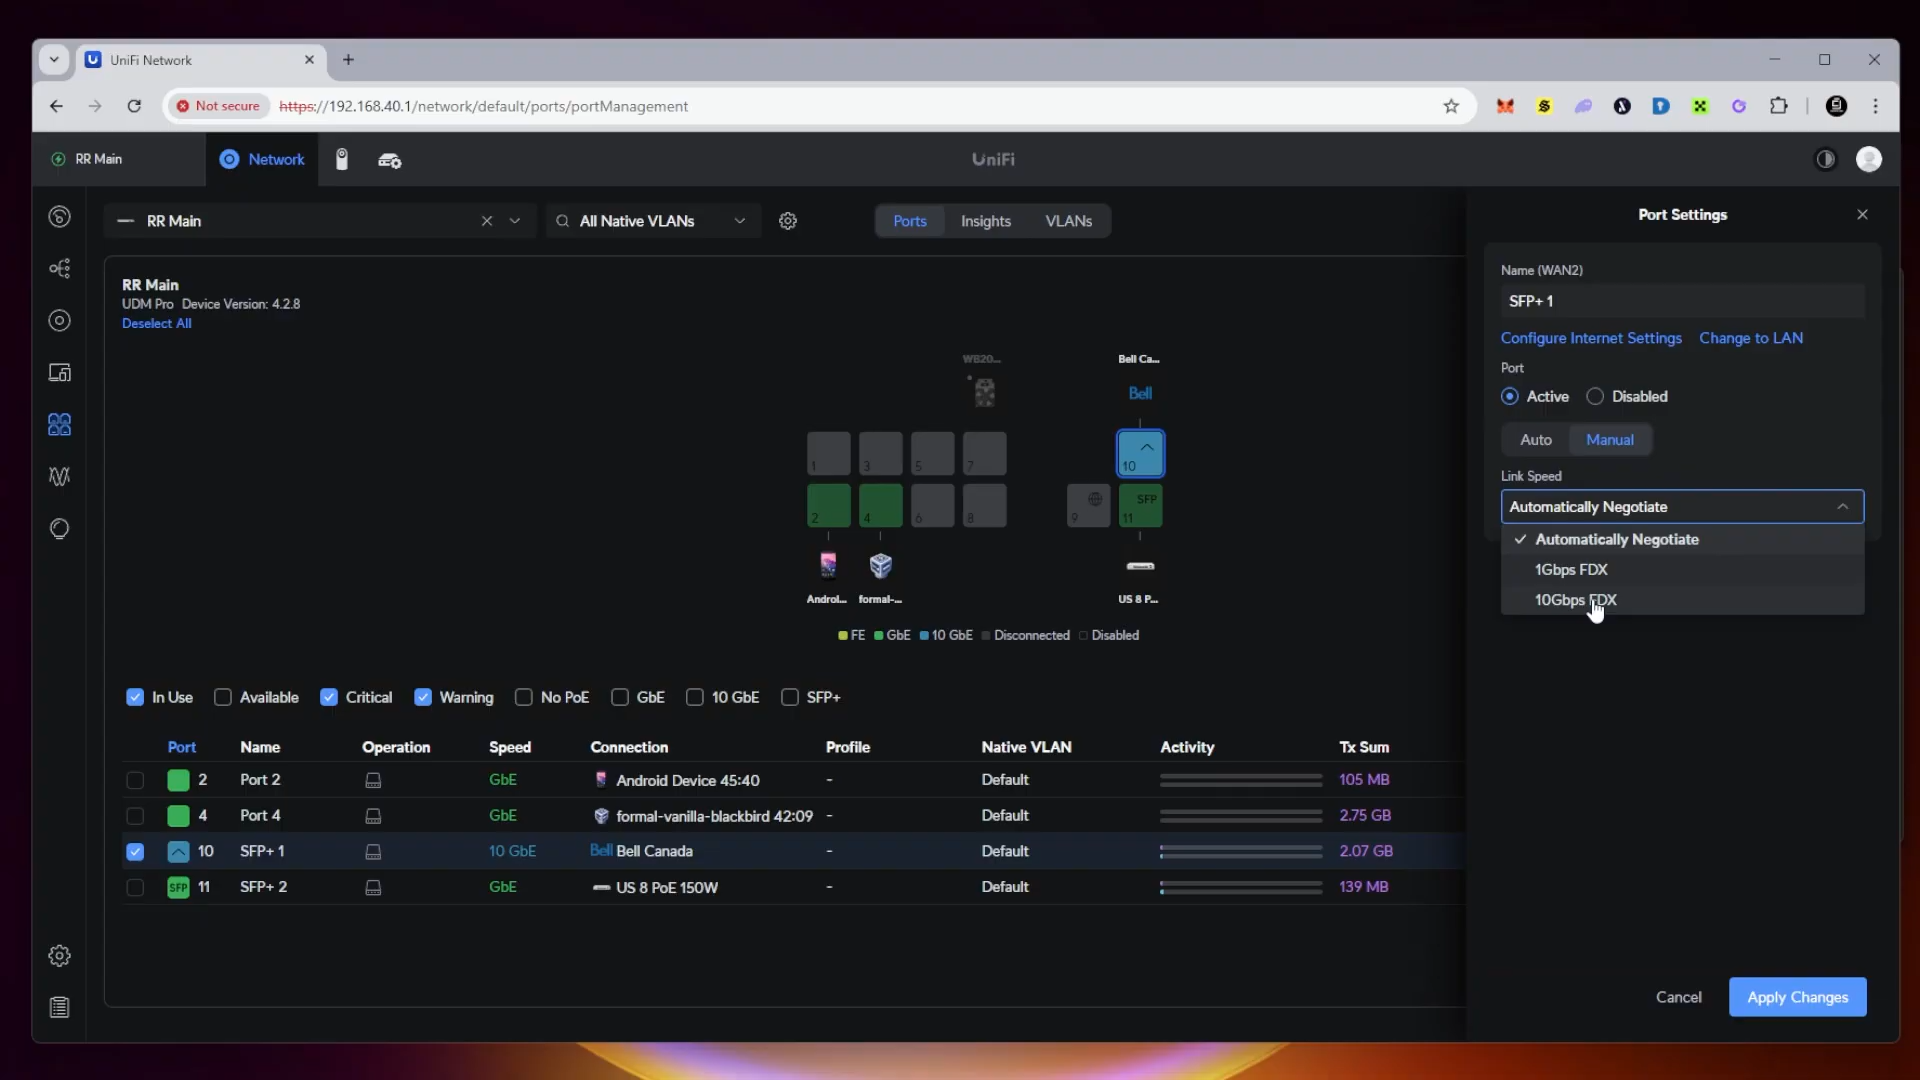 UniFi Network
Not secure
https://192.168.40.1/network/default/ports/portManagement
RR Main
Network
UniFi
RR Main
All Native VLANs
Ports
Insights
VLANs
RR Main
UDM Pro Device Version: 4.2.8
Deselect All
WB20...
Bell Ca...
Bell
1
3
5
7
10
2
4
6
8
9
SFP
11
Androi...
formal-...
US 8 P...
FE
GbE
10 GbE
Disconnected
Disabled
In Use
Available
Critical
Warning
No PoE
GbE
10 GbE
SFP+
Port Name Operation Speed Connection Profile Native VLAN Activity Tx Sum
2 Port 2 GbE Android Device 45:40 - Default 105 MB
4 Port 4 GbE formal-vanilla-blackbird 42:09 - Default 2.75 GB
10 SFP+ 1 10 GbE Bell Bell Canada - Default 2.07 GB
SFP 11 SFP+ 2 GbE US 8 PoE 150W - Default 139 MB
Port Settings
Name (WAN2)
SFP+ 1
Configure Internet Settings
Change to LAN
Port
Active
Disabled
Auto
Manual
Link Speed
Automatically Negotiate
Automatically Negotiate
1Gbps FDX
10Gbps FDX
Cancel
Apply Changes